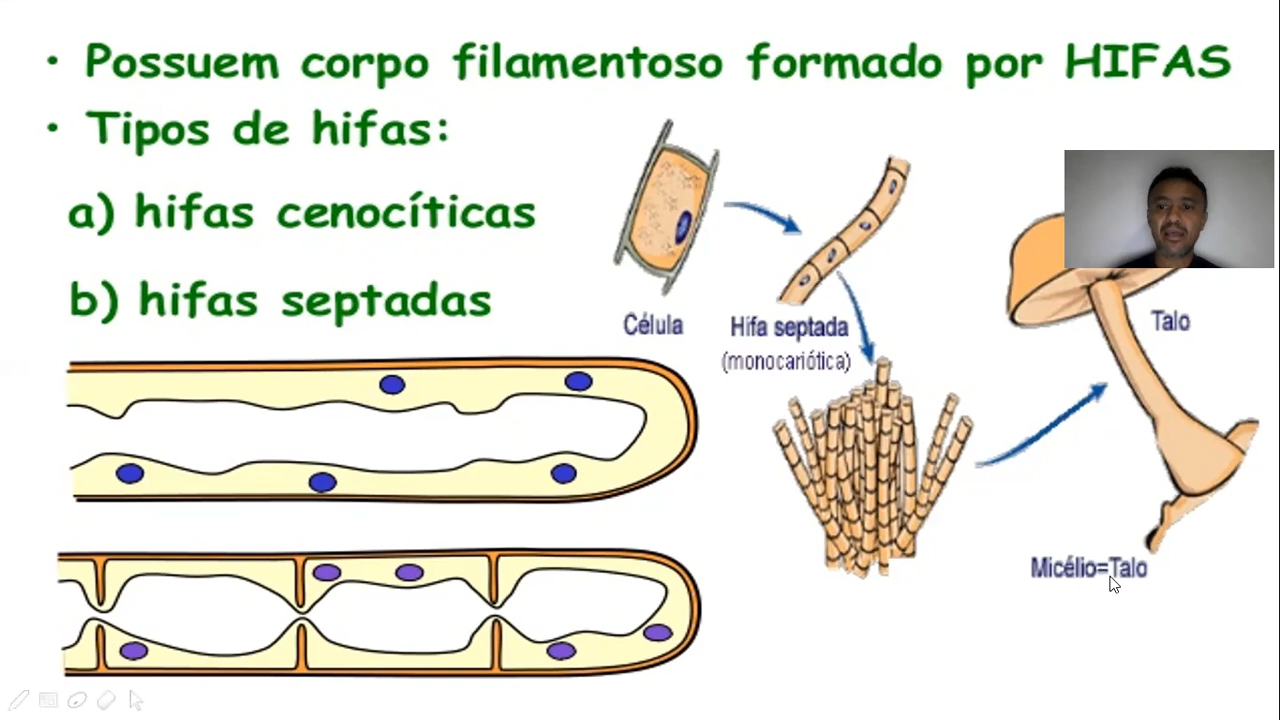 • Possuem corpo filamentoso formado por HIFAS
• Tipos de hifas:
a) hifas cenocíticas
b) hifas septadas
Célula
Hifa septada
(monocariótica)
Talo
Micélio=Talo